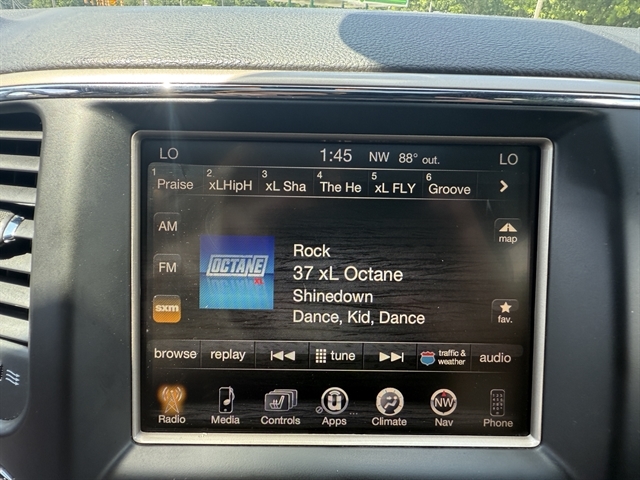 LO 1:45 NW 88° out. LO
1 Praise 2 xLHipH 3 xL Sha 4 The He 5 xL FLY 6 Groove
AM
map
OCTANE
XL
Rock
FM
37 xL Octane
Shinedown
sxm
fav.
Dance, Kid, Dance
browse replay tune traffic & weather audio
NW
Radio Media Controls Apps Climate Nav Phone